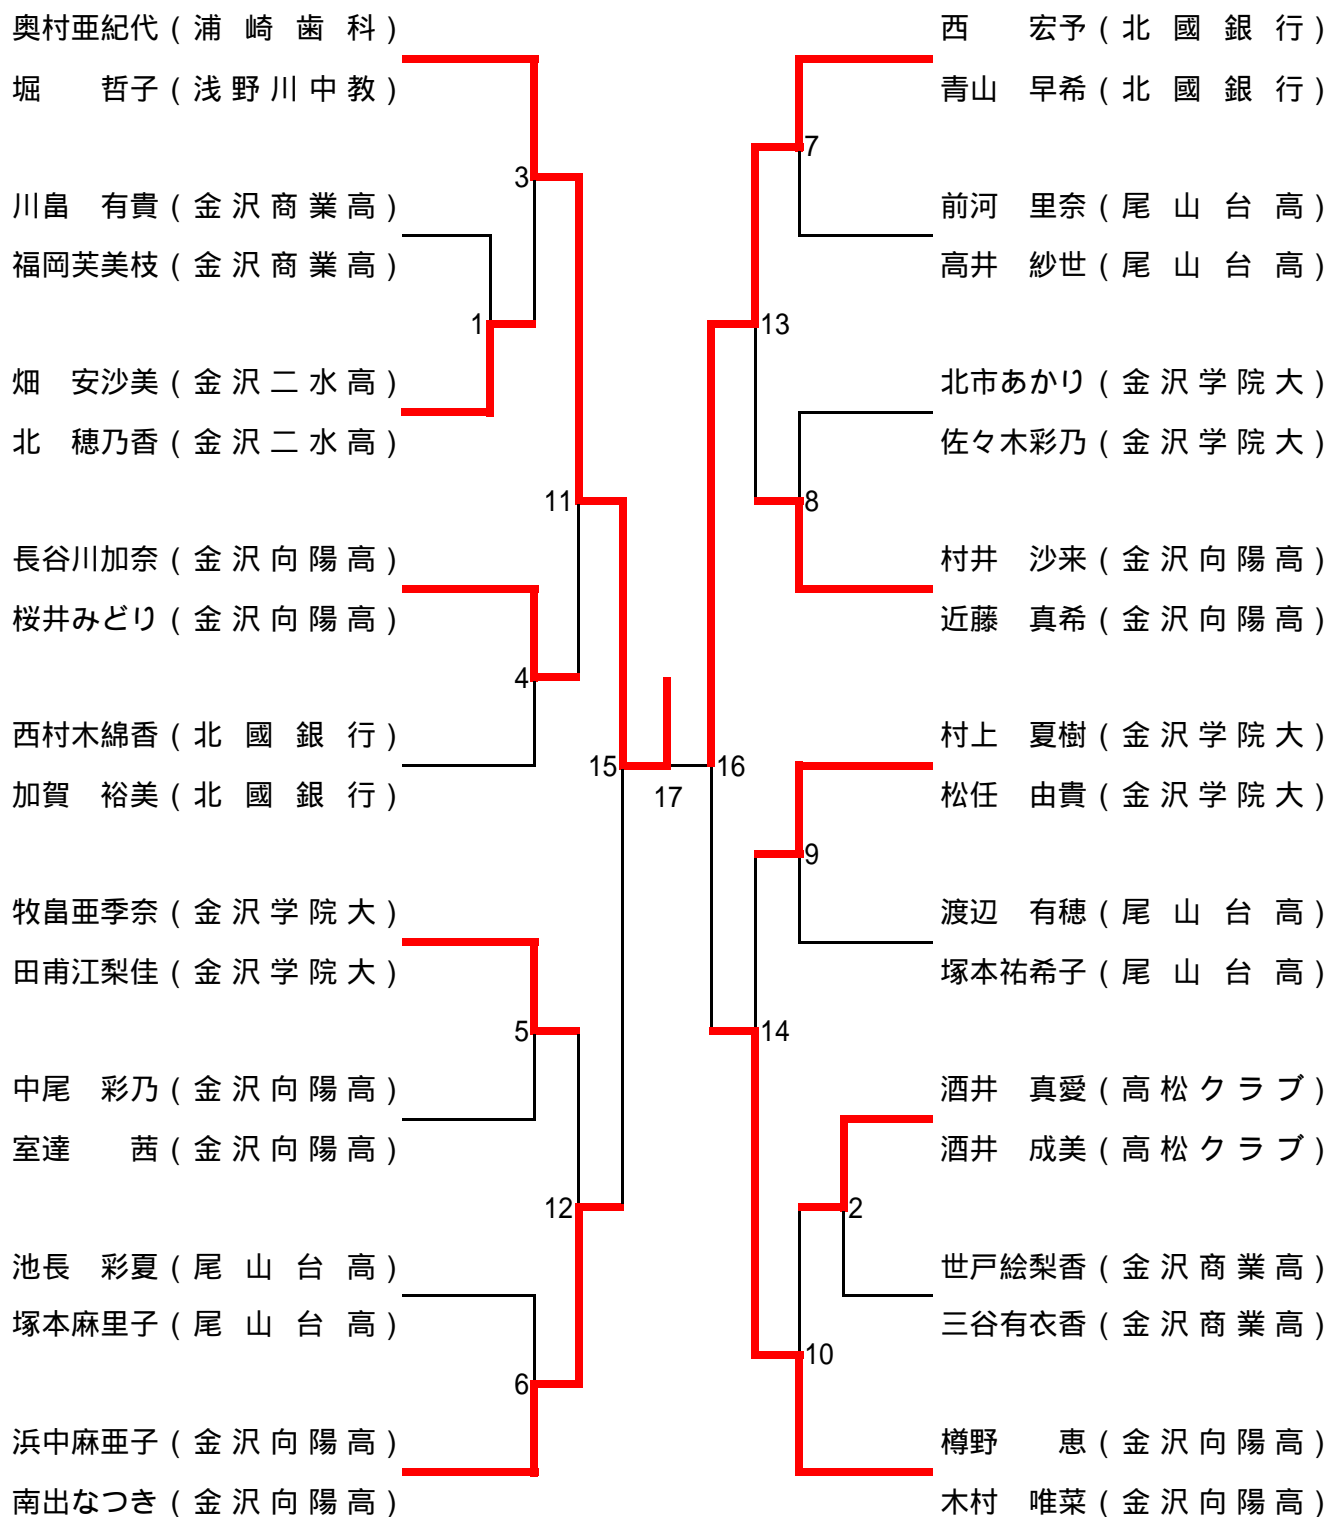 奥村亜紀代 ( 浦崎歯科 )
堀　　哲子 ( 浅野川中教 )
3
川畠　有貴 ( 金沢商業高 )
福岡芙美枝 ( 金沢商業高 )
1
畑　安沙美 ( 金沢二水高 )
北　穂乃香 ( 金沢二水高 )
11
長谷川加奈 ( 金沢向陽高 )
桜井みどり ( 金沢向陽高 )
4
西村木綿香 ( 北國銀行 )
加賀　裕美 ( 北國銀行 )
15
17
牧畠亜季奈 ( 金沢学院大 )
田甫江梨佳 ( 金沢学院大 )
5
中尾　彩乃 ( 金沢向陽高 )
室達　　茜 ( 金沢向陽高 )
12
池長　彩夏 ( 尾山台高 )
塚本麻里子 ( 尾山台高 )
6
浜中麻亜子 ( 金沢向陽高 )
南出なつき ( 金沢向陽高 )
西　　宏予 ( 北國銀行 )
青山　早希 ( 北國銀行 )
7
前河　里奈 ( 尾山台高 )
高井　紗世 ( 尾山台高 )
13
北市あかり ( 金沢学院大 )
佐々木彩乃 ( 金沢学院大 )
8
村井　沙来 ( 金沢向陽高 )
近藤　真希 ( 金沢向陽高 )
16
村上　夏樹 ( 金沢学院大 )
松任　由貴 ( 金沢学院大 )
9
渡辺　有穂 ( 尾山台高 )
塚本祐希子 ( 尾山台高 )
14
酒井　真愛 ( 高松クラブ )
酒井　成美 ( 高松クラブ )
2
世戸絵梨香 ( 金沢商業高 )
三谷有衣香 ( 金沢商業高 )
10
樽野　　恵 ( 金沢向陽高 )
木村　唯菜 ( 金沢向陽高 )